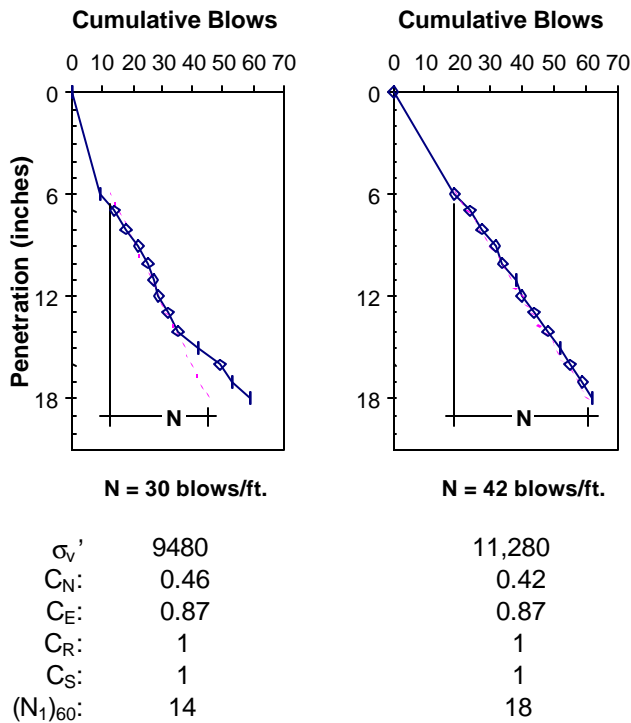 Cumulative Blows Cumulative Blows
0 10 20 30 40 50 60 70 0 10 20 30 40 50 60 70
0 0
6 6
12 12
18 18
Penetration (inches)
N N
N = 30 blows/ft. N = 42 blows/ft.
σv' 9480 11,280
CN: 0.46 0.42
CE: 0.87 0.87
CR: 1 1
CS: 1 1
(N1)60: 14 18